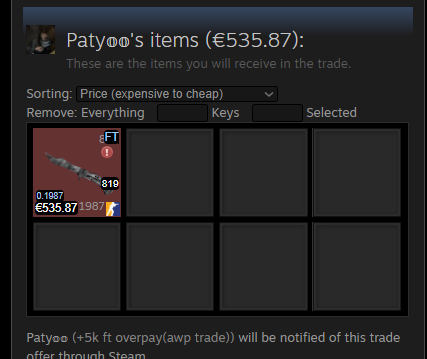 Patyꝏ's items (€535.87):
These are the items you will receive in the trade.
Sorting: Price (expensive to cheap)
Remove: Everything Keys Selected
FT
819
0.1987
€535.87 1987
Patyꝏ (+5k ft overpay(awp trade)) will be notified of this trade
offer through Steam.